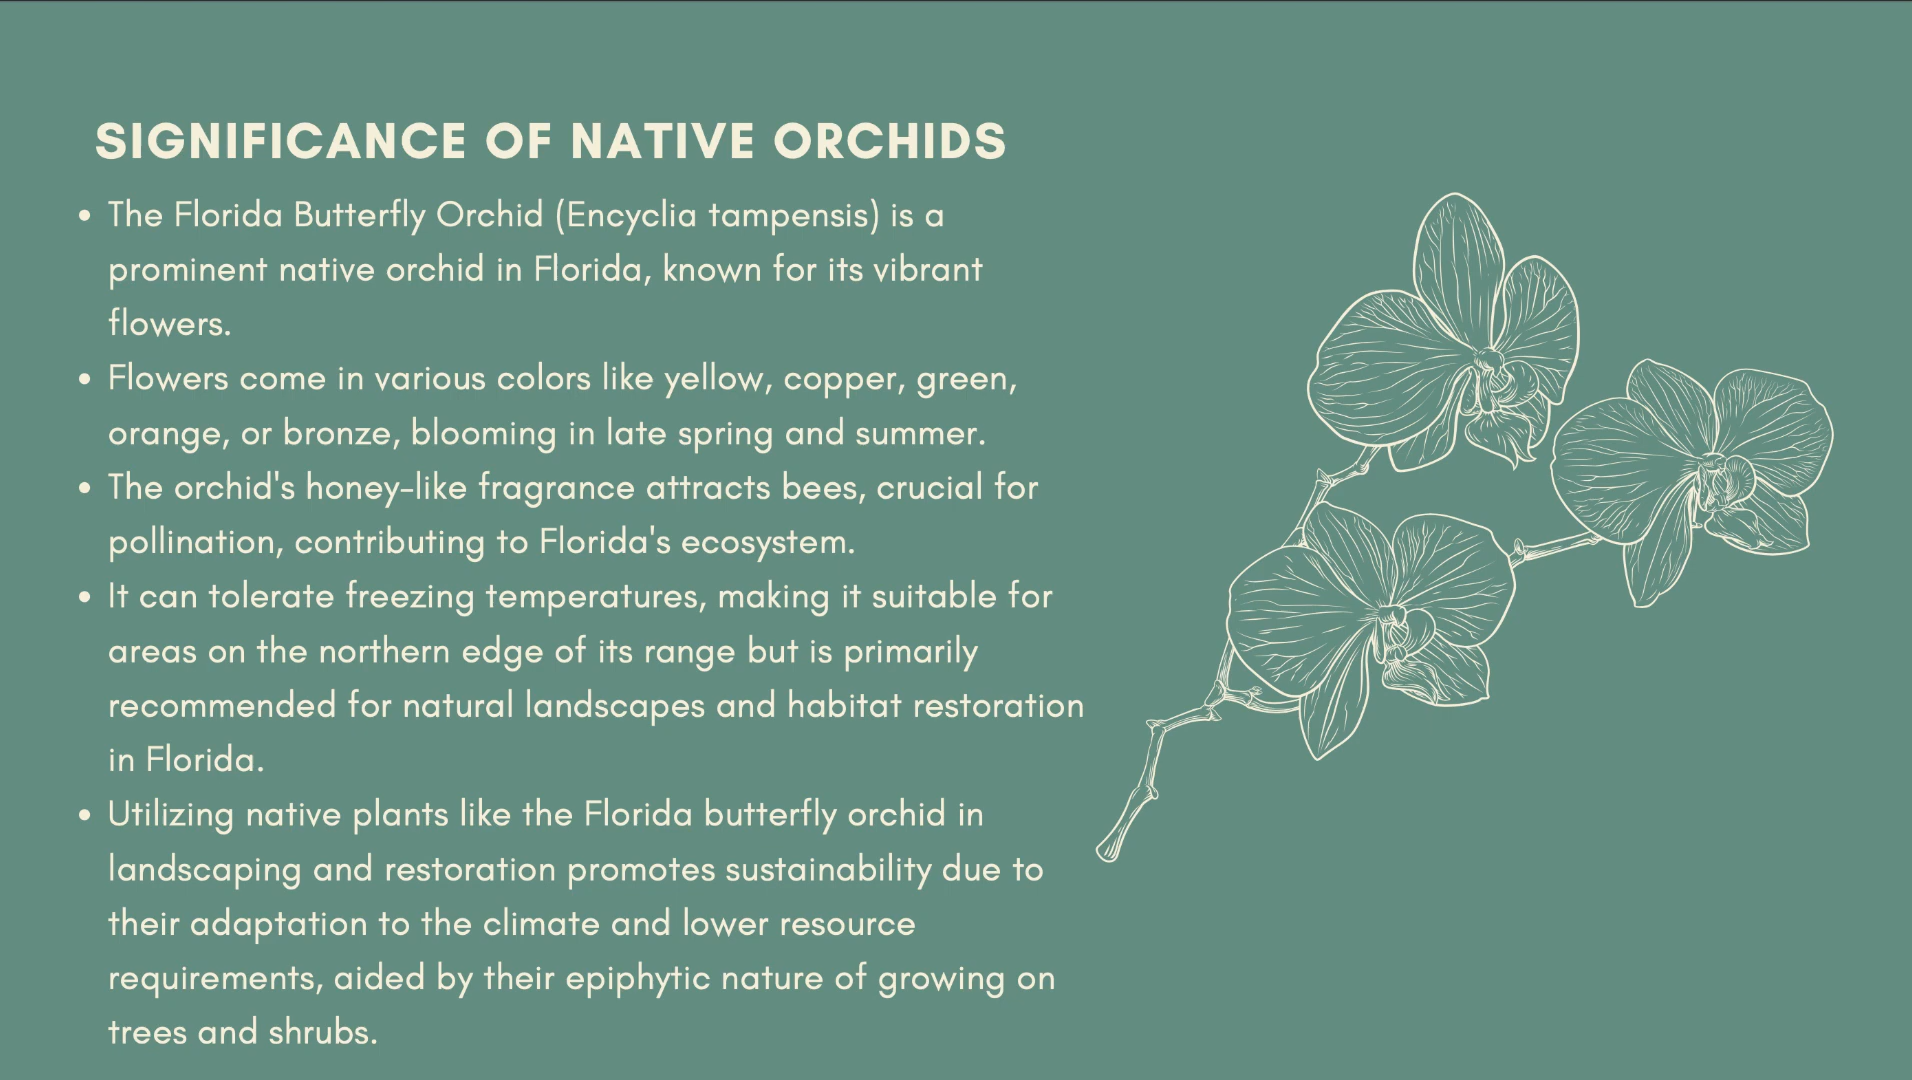 SIGNIFICANCE OF NATIVE ORCHIDS
• The Florida Butterfly Orchid (Encyclia tampensis) is a
prominent native orchid in Florida, known for its vibrant
flowers.
• Flowers come in various colors like yellow, copper, green,
orange, or bronze, blooming in late spring and summer.
• The orchid's honey-like fragrance attracts bees, crucial for
pollination, contributing to Florida's ecosystem.
• It can tolerate freezing temperatures, making it suitable for
areas on the northern edge of its range but is primarily
recommended for natural landscapes and habitat restoration
in Florida.
• Utilizing native plants like the Florida butterfly orchid in
landscaping and restoration promotes sustainability due to
their adaptation to the climate and lower resource
requirements, aided by their epiphytic nature of growing on
trees and shrubs.